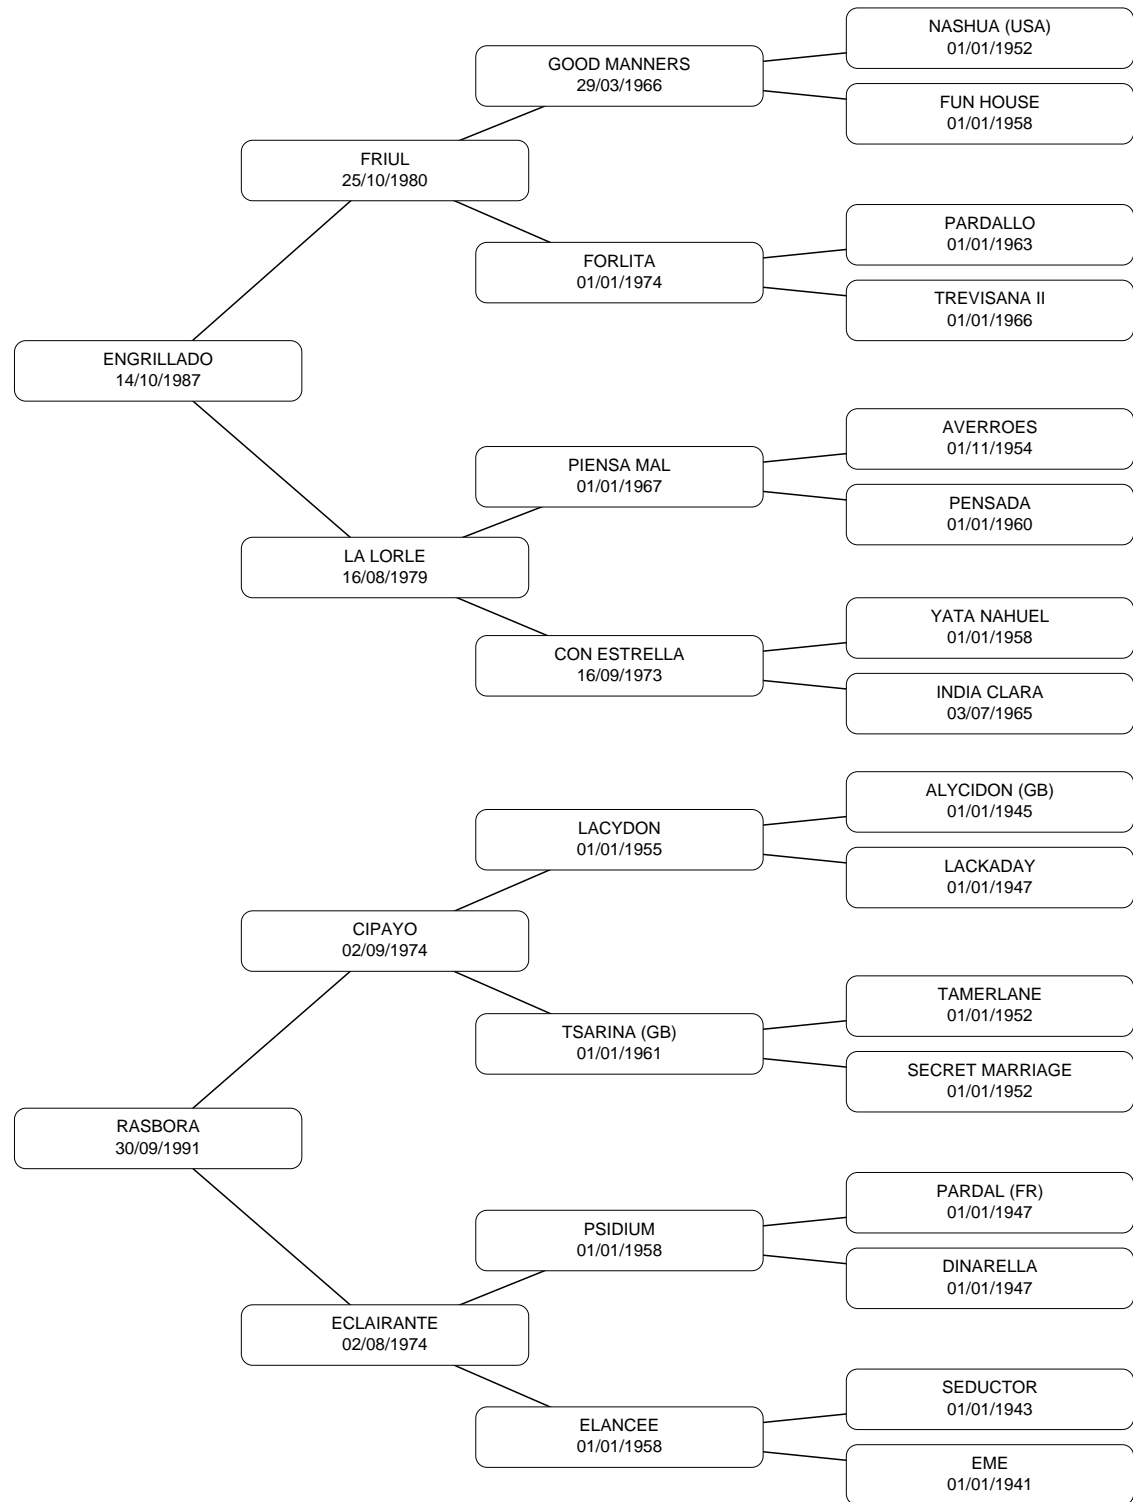 NASHUA (USA)
01/01/1952
GOOD MANNERS
29/03/1966
FUN HOUSE
01/01/1958
FRIUL
25/10/1980
PARDALLO
01/01/1963
FORLITA
01/01/1974
TREVISANA II
01/01/1966
ENGRILLADO
14/10/1987
AVERROES
01/11/1954
PIENSA MAL
01/01/1967
PENSADA
01/01/1960
LA LORLE
16/08/1979
YATA NAHUEL
01/01/1958
CON ESTRELLA
16/09/1973
INDIA CLARA
03/07/1965
ALYCIDON (GB)
01/01/1945
LACYDON
01/01/1955
LACKADAY
01/01/1947
CIPAYO
02/09/1974
TAMERLANE
01/01/1952
TSARINA (GB)
01/01/1961
SECRET MARRIAGE
01/01/1952
RASBORA
30/09/1991
PARDAL (FR)
01/01/1947
PSIDIUM
01/01/1958
DINARELLA
01/01/1947
ECLAIRANTE
02/08/1974
SEDUCTOR
01/01/1943
ELANCEE
01/01/1958
EME
01/01/1941